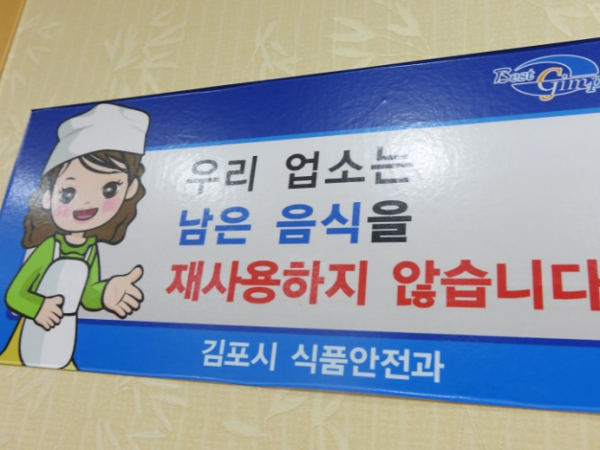 Best Gimp
우리 업소는
남은 음식을
재사용하지 않습니다
김포시 식품안전과